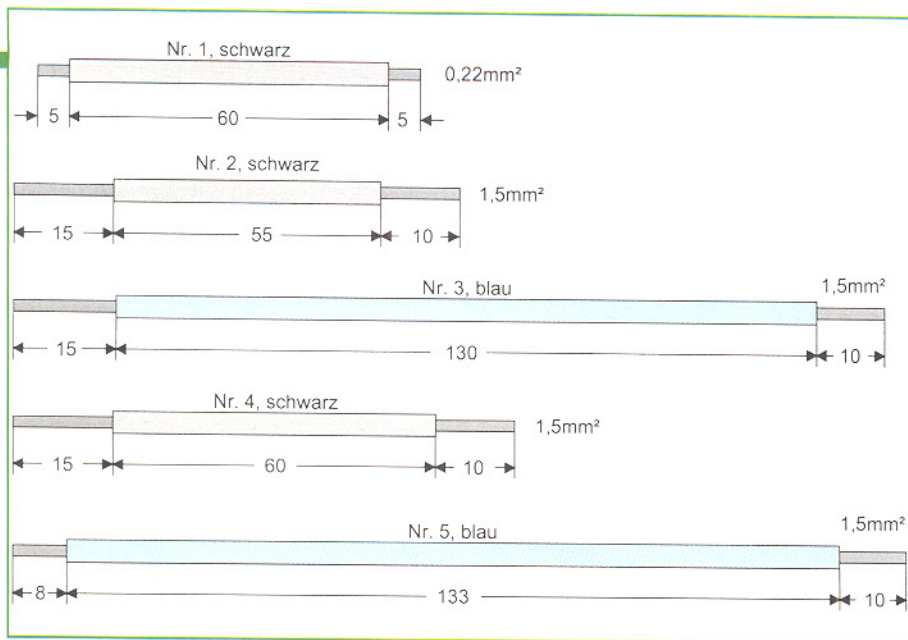 Nr. 1, schwarz
0,22mm²
5 60 5
Nr. 2, schwarz
1,5mm²
15 55 10
Nr. 3, blau 1,5mm²
15 130 10
Nr. 4, schwarz
1,5mm²
15 60 10
Nr. 5, blau 1,5mm²
8 133 10